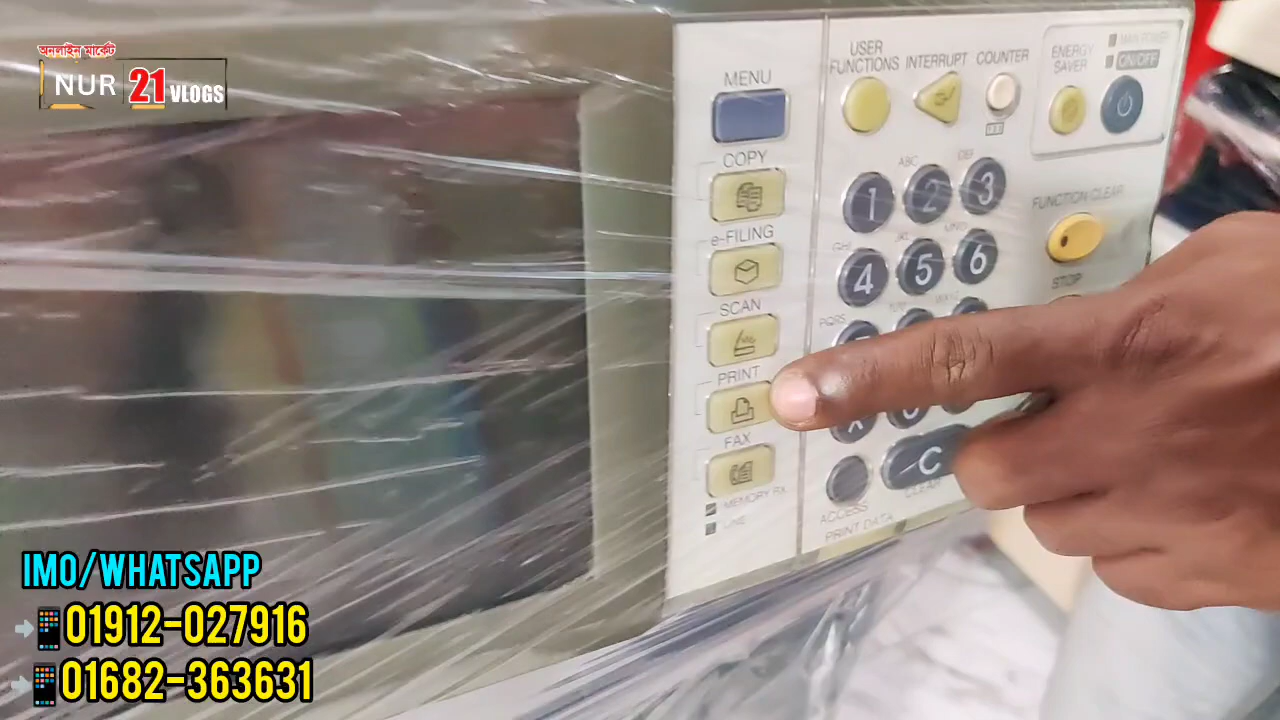 অনলাইন মার্কেট
NUR 21 VLOGS
MENU
COPY
e-FILING
SCAN
PRINT
FAX
MEMORY RX
LINE
USER
FUNCTIONS
INTERRUPT
COUNTER
123
ENERGY
SAVER
MAIN POWER
ON/OFF
ABC
DEF
1
2
3
FUNCTION CLEAR
GHI
JKL
MNO
4
5
6
STOP
PQRS
C
CLEAR
ACCESS
PRINT DATA
IMO/WHATSAPP
01912-027916
01682-363631